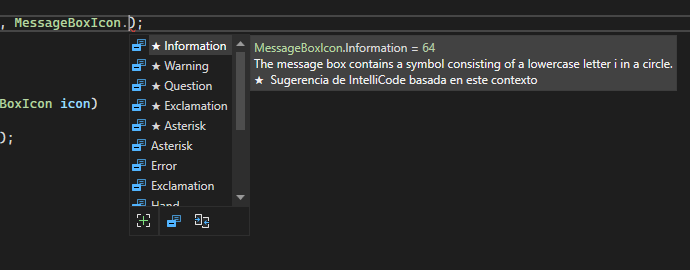 , MessageBoxIcon.);
★ Information
MessageBoxIcon.Information = 64
★ Warning
The message box contains a symbol consisting of a lowercase letter i in a circle.
★ Question
★ Sugerencia de IntelliCode basada en este contexto
BoxIcon icon)
★ Exclamation
★ Asterisk
);
Asterisk
Error
Exclamation
Hand